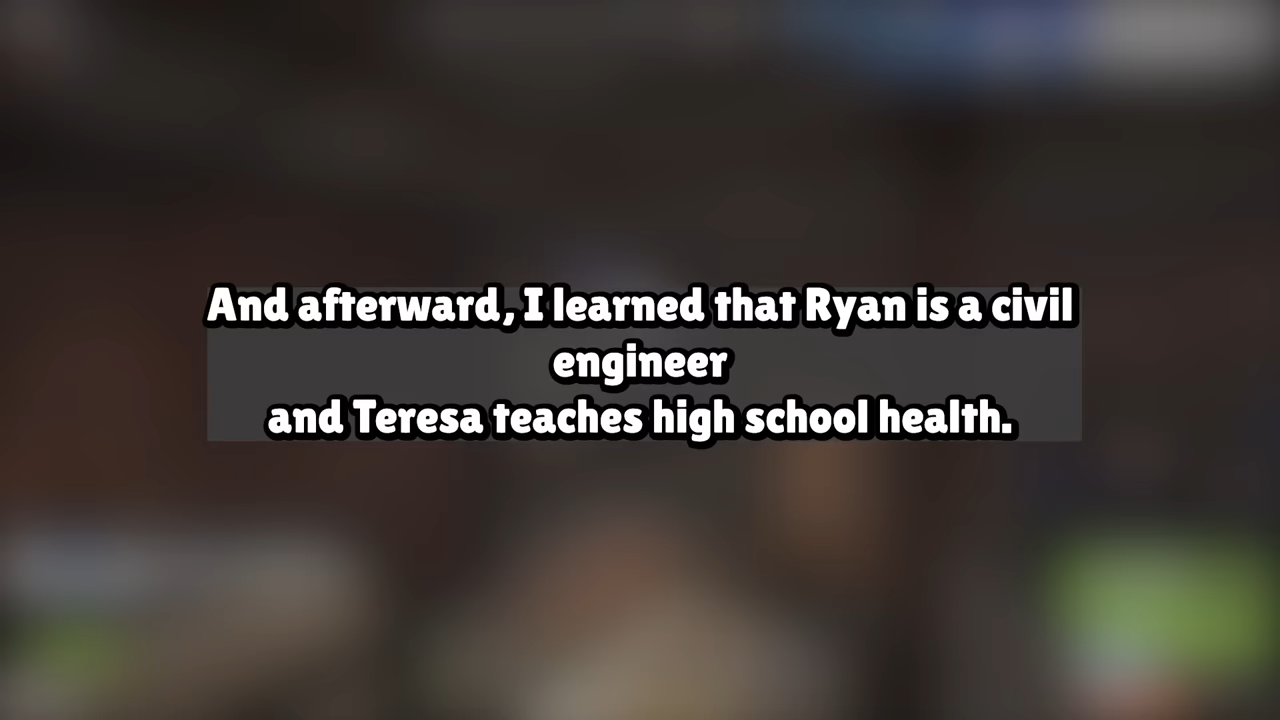 And afterward, I learned that Ryan is a civil
engineer
and Teresa teaches high school health.